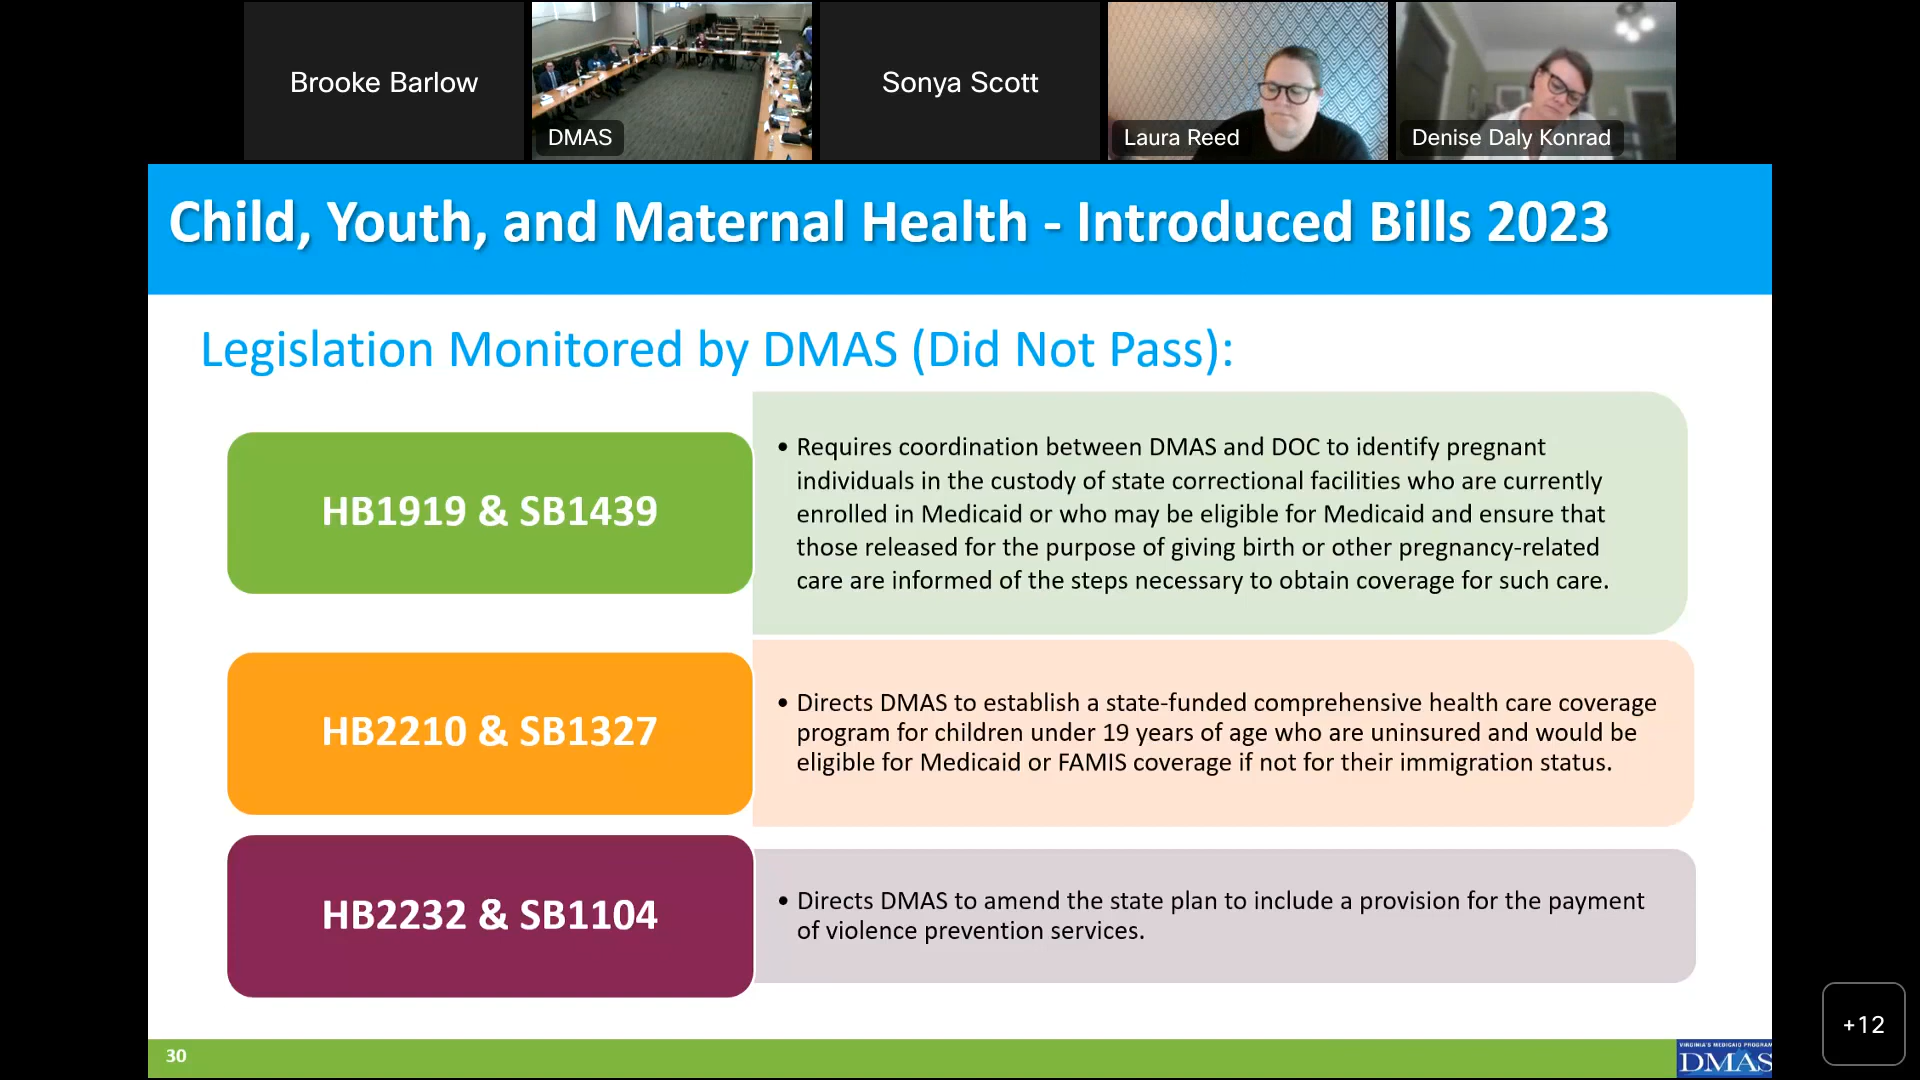 Brooke Barlow
DMAS
Sonya Scott
Laura Reed
Denise Daly Konrad
Child, Youth, and Maternal Health - Introduced Bills 2023
Legislation Monitored by DMAS (Did Not Pass):
HB1919 & SB1439
• Requires coordination between DMAS and DOC to identify pregnant
individuals in the custody of state correctional facilities who are currently
enrolled in Medicaid or who may be eligible for Medicaid and ensure that
those released for the purpose of giving birth or other pregnancy-related
care are informed of the steps necessary to obtain coverage for such care.
HB2210 & SB1327
• Directs DMAS to establish a state-funded comprehensive health care coverage
program for children under 19 years of age who are uninsured and would be
eligible for Medicaid or FAMIS coverage if not for their immigration status.
HB2232 & SB1104
• Directs DMAS to amend the state plan to include a provision for the payment
of violence prevention services.
30
VIRGINIA'S MEDICAID PROGRAM
DMAS
+12